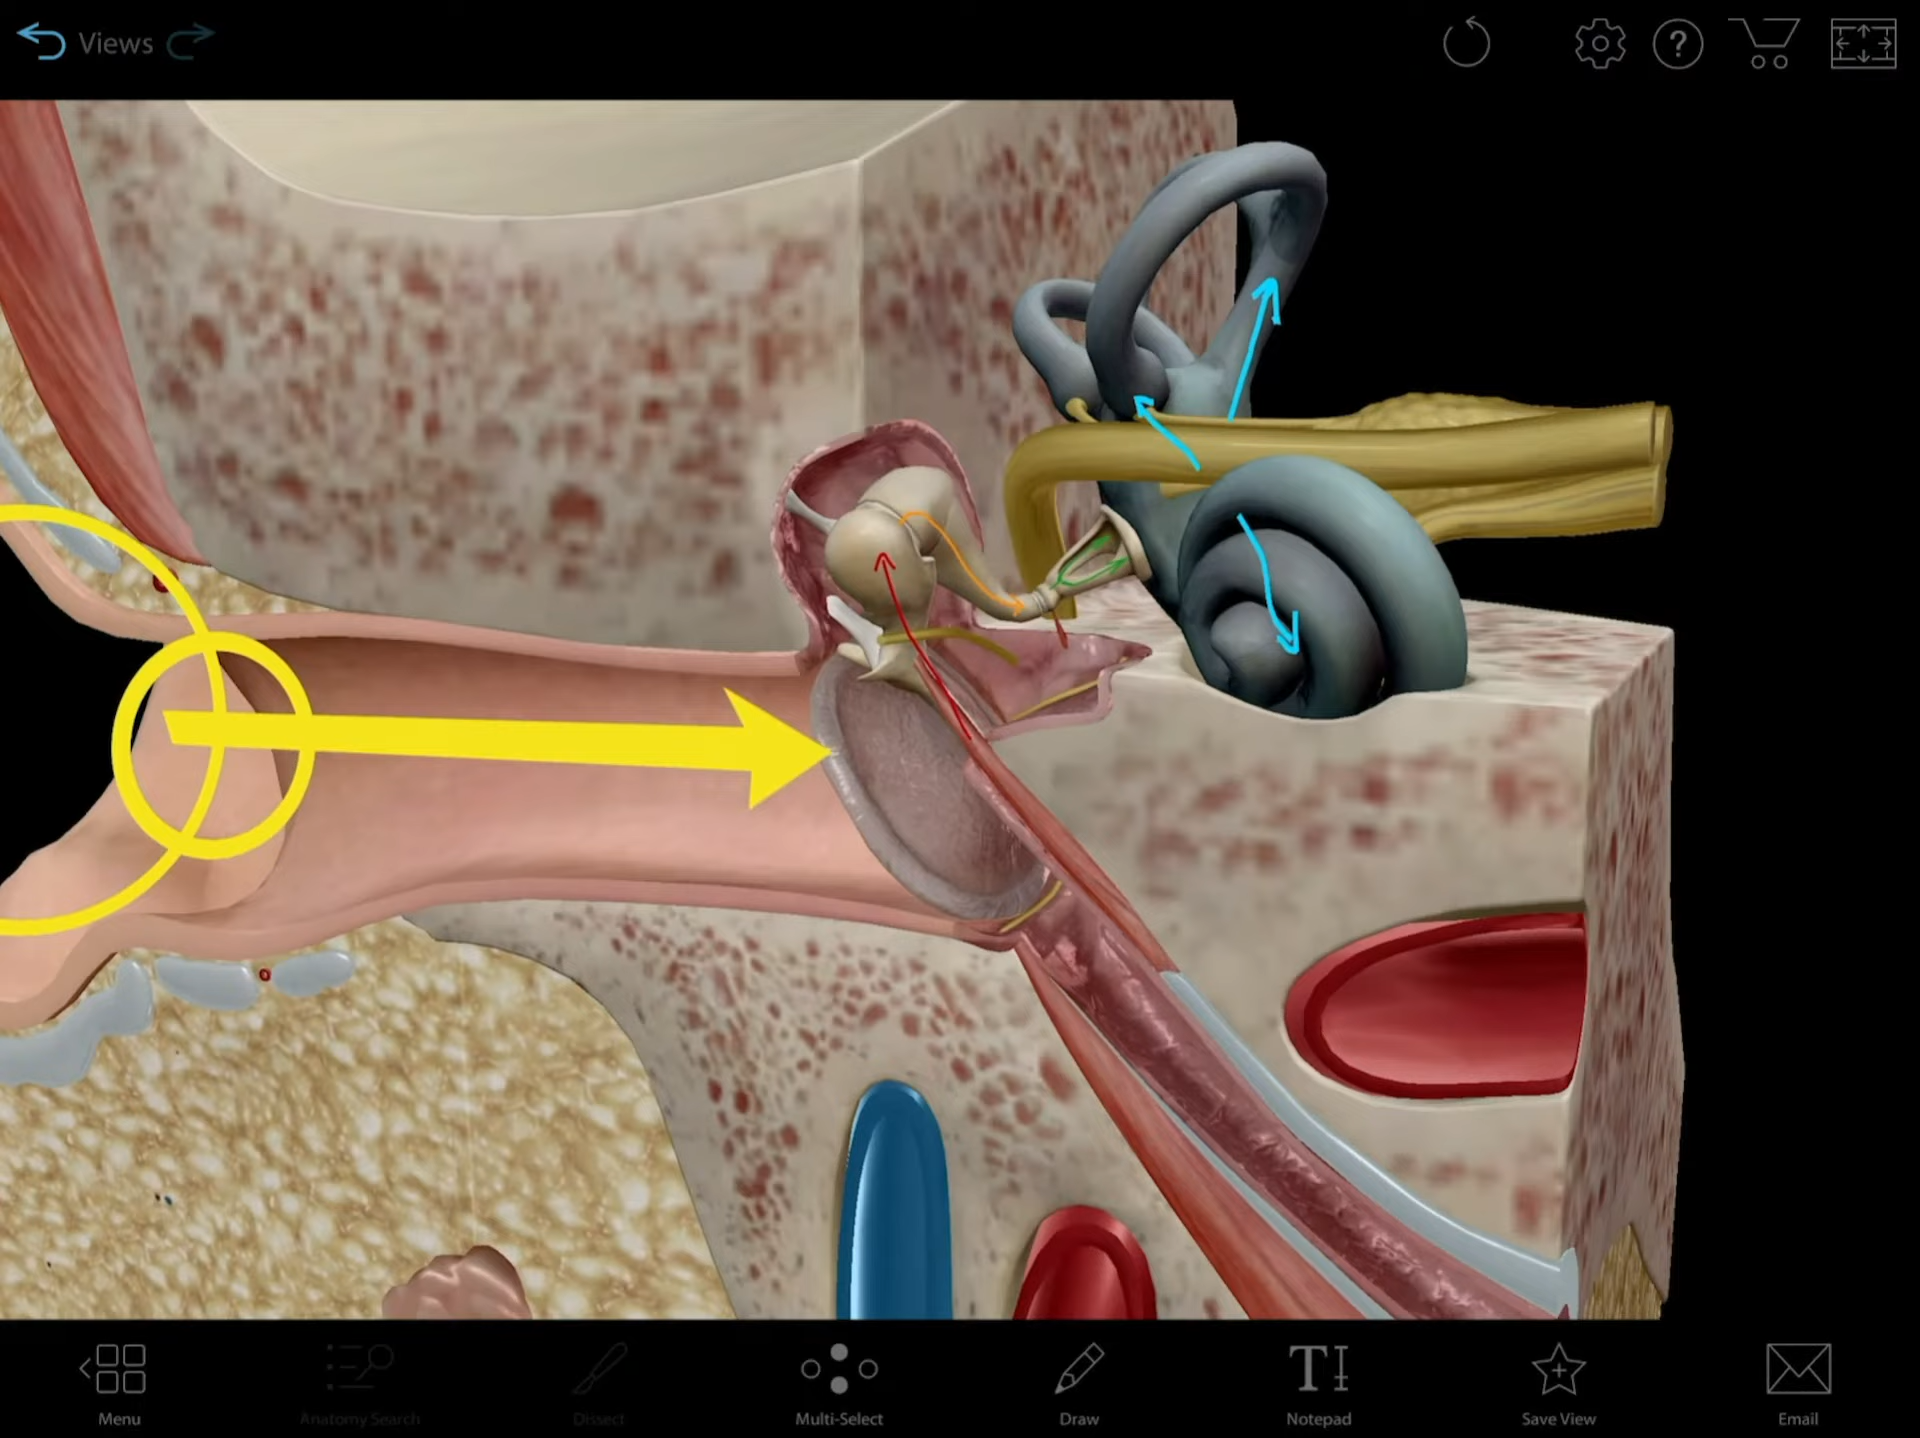 Views
?
Menu
Anatomy Search
Dissect
Multi-Select
Draw
Notepad
Save View
Email